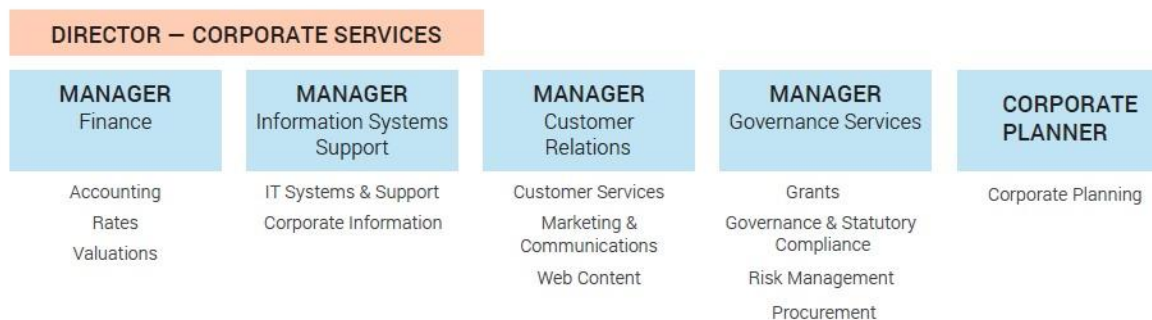 DIRECTOR — CORPORATE SERVICES
MANAGER
Finance
Accounting
Rates
Valuations
MANAGER
Information Systems
Support
IT Systems & Support
Corporate Information
MANAGER
Customer
Relations
Customer Services
Marketing &
Communications
Web Content
MANAGER
Governance Services
Grants
Governance & Statutory
Compliance
Risk Management
Procurement
CORPORATE
PLANNER
Corporate Planning